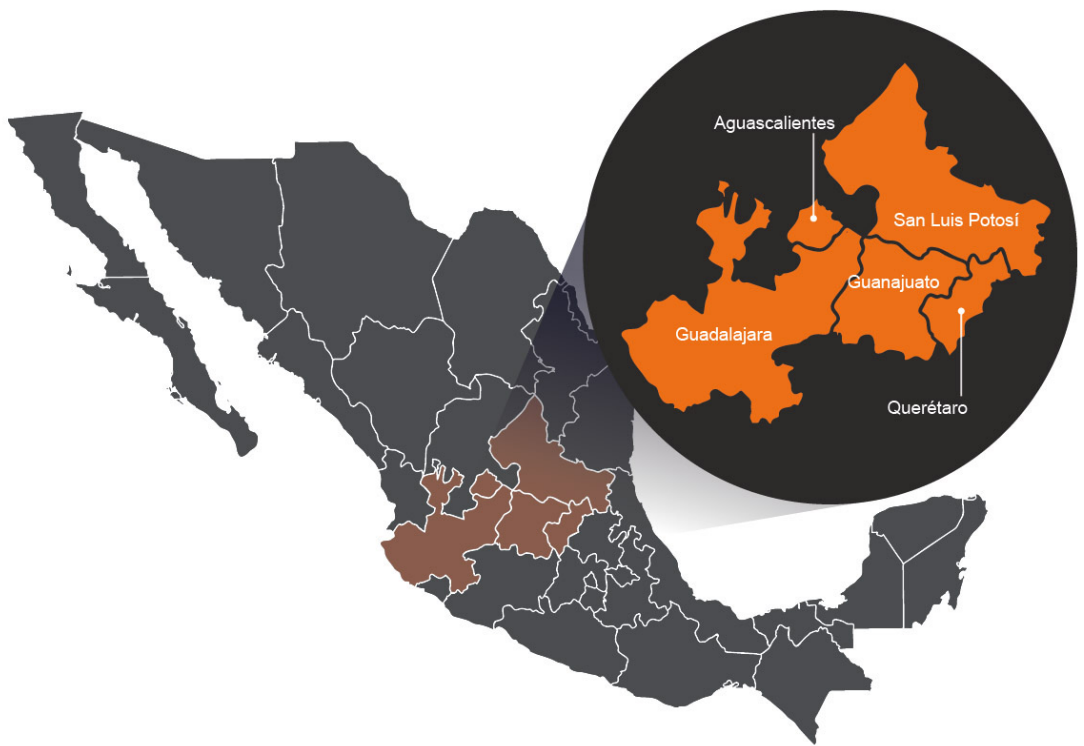 Aguascalientes
San Luis Potosí
Guanajuato
Guadalajara
Querétaro